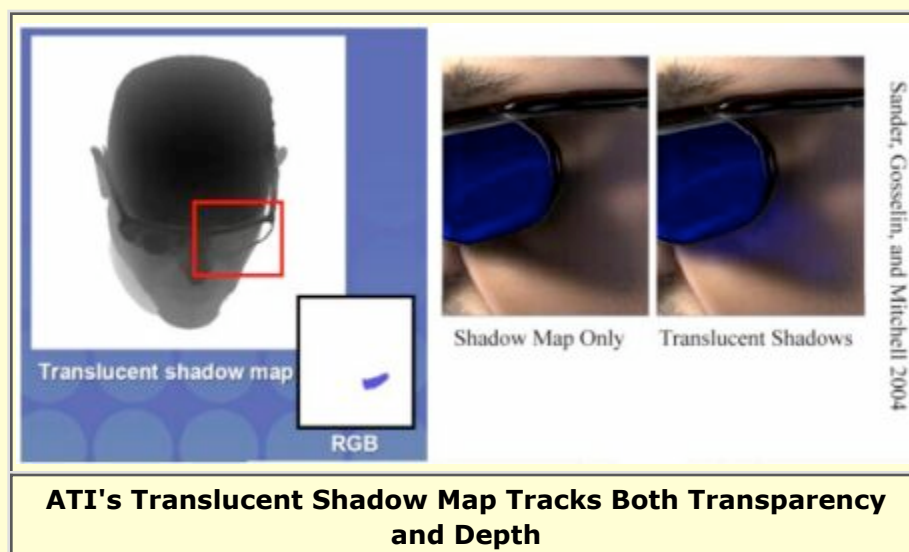 Translucent shadow map
RGB
Shadow Map Only
Translucent Shadows
Sander, Gosselin, and Mitchell 2004
ATI's Translucent Shadow Map Tracks Both Transparency
and Depth